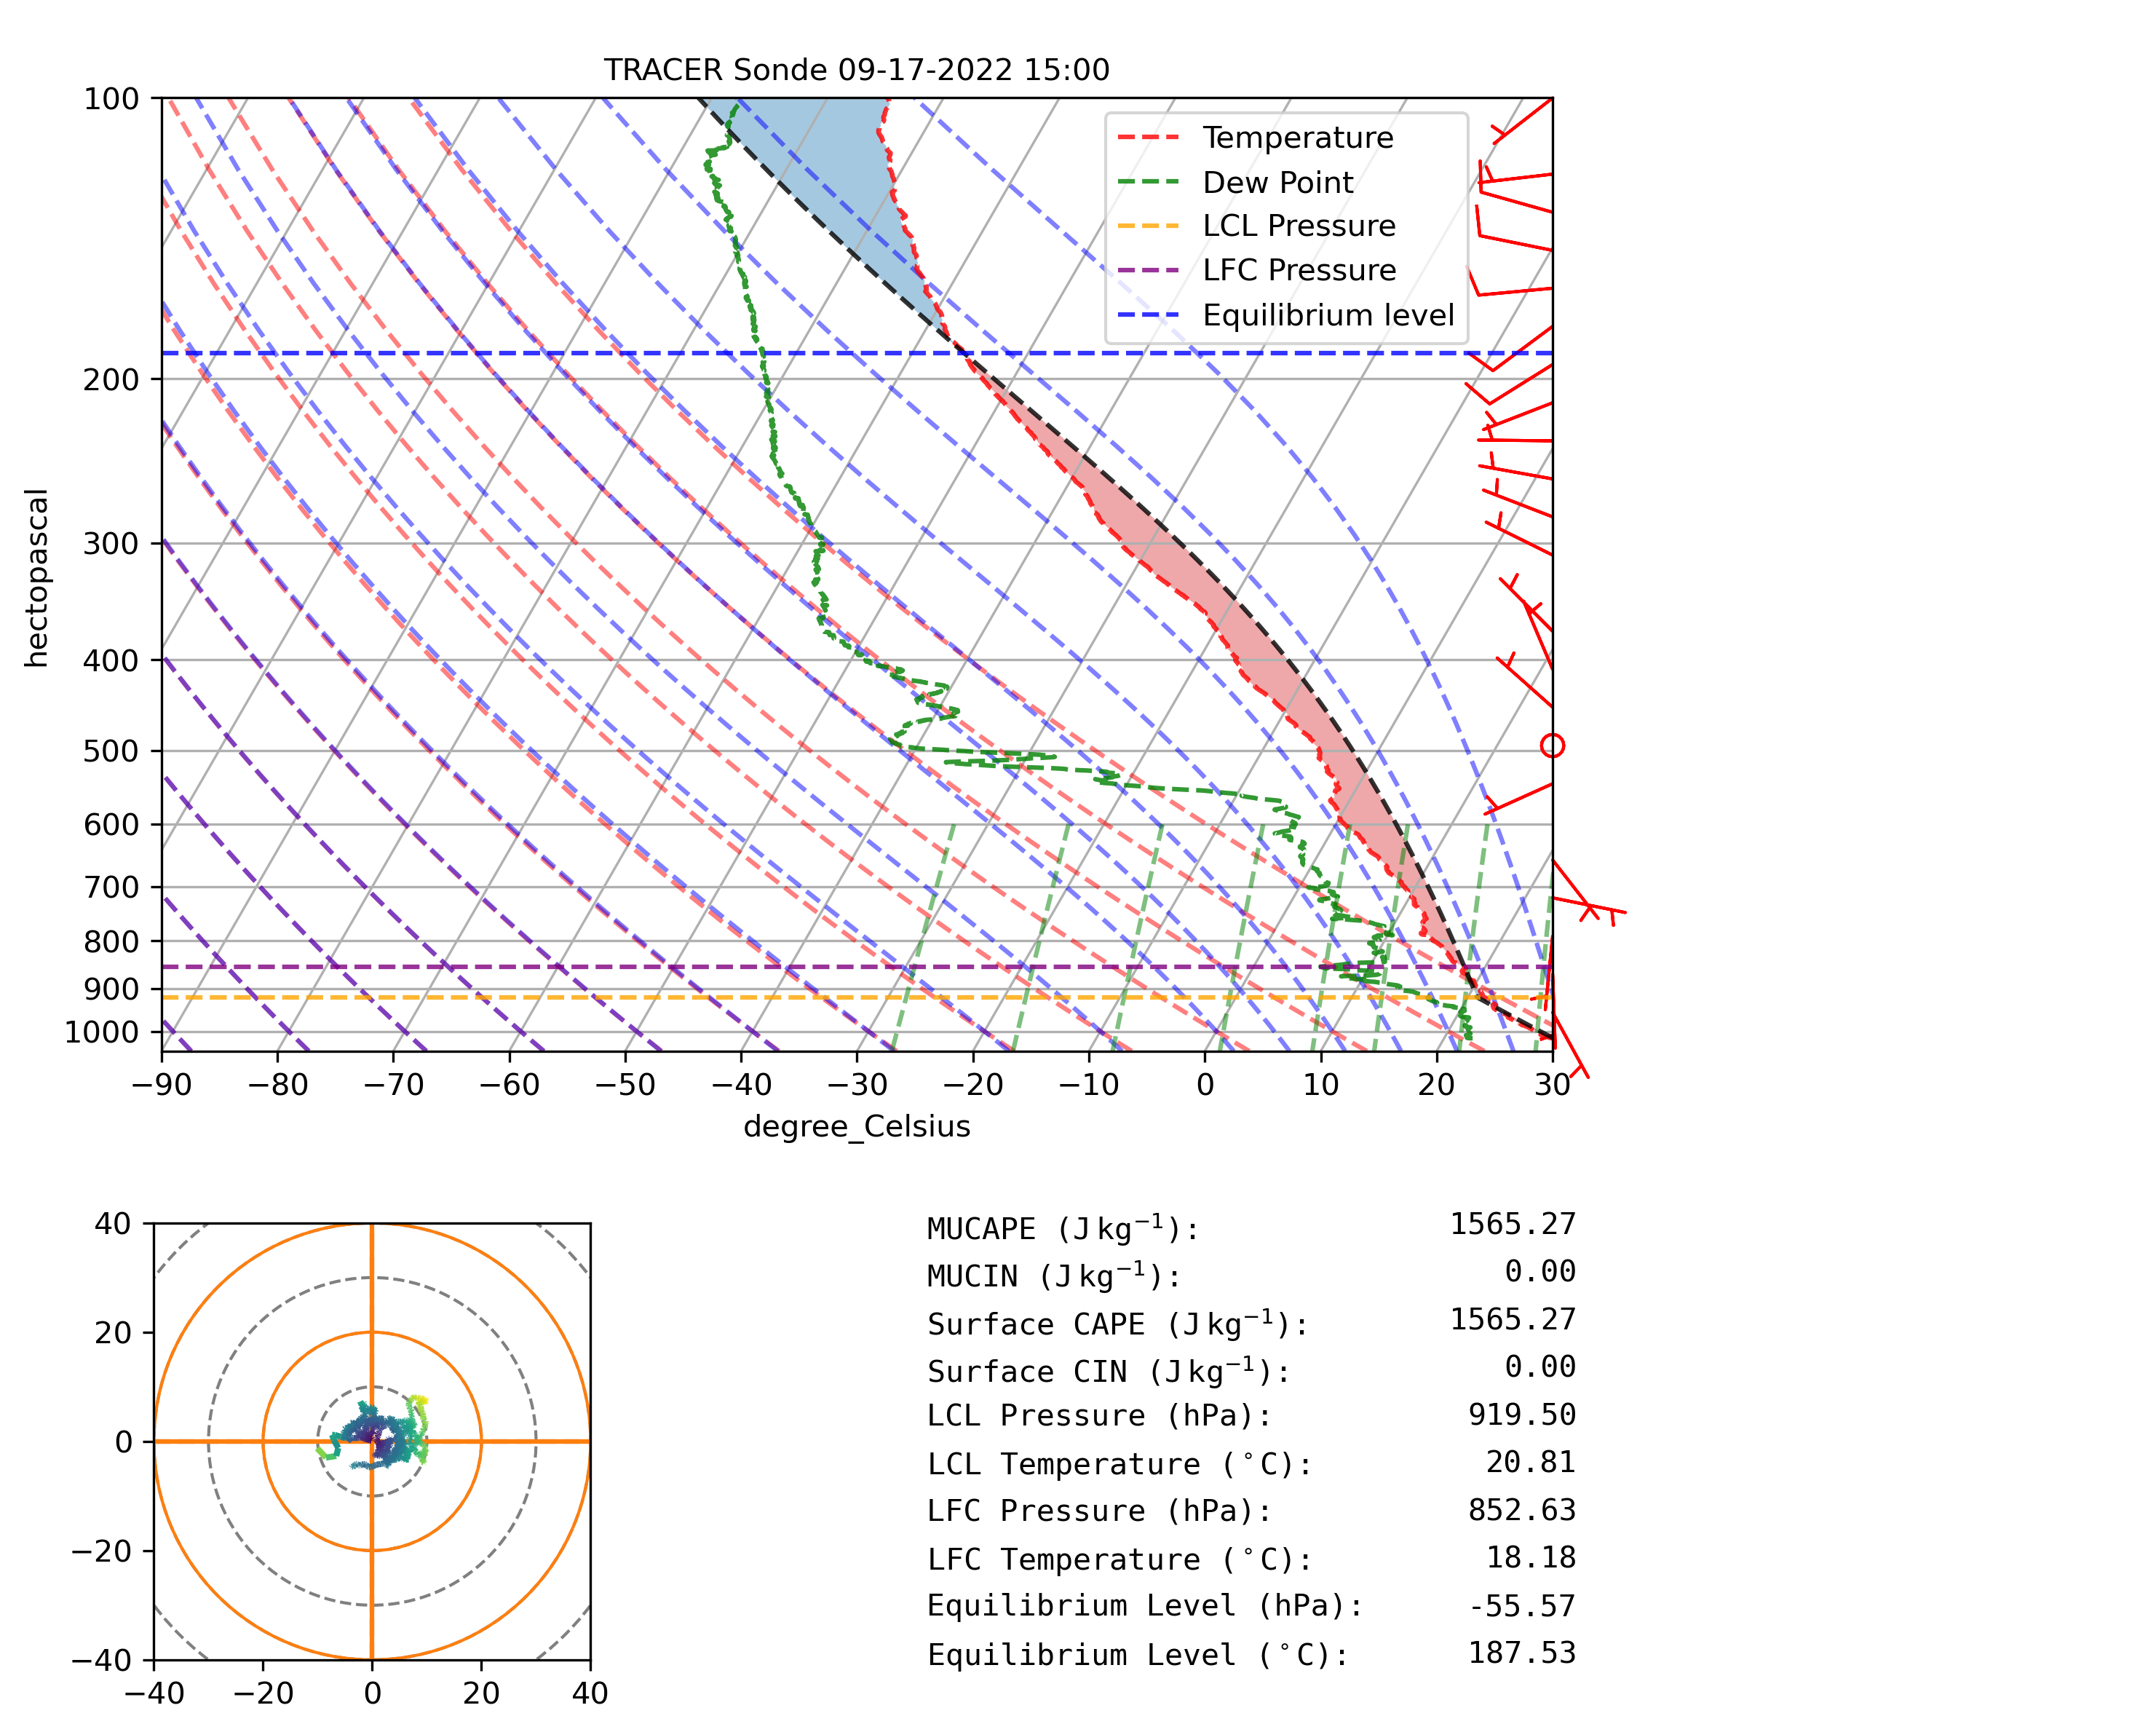 TRACER Sonde 09-17-2022 15:00
100
200
300
400
500
600
700
800
900
1000
hectopascal
Temperature
Dew Point
LCL Pressure
LFC Pressure
Equilibrium level
−90 −80 −70 −60 −50 −40 −30 −20 −10 0 10 20 30
degree_Celsius
40
20
0
−20
−40
−40 −20 0 20 40
MUCAPE (J kg⁻¹): 1565.27
MUCIN (J kg⁻¹): 0.00
Surface CAPE (J kg⁻¹): 1565.27
Surface CIN (J kg⁻¹): 0.00
LCL Pressure (hPa): 919.50
LCL Temperature (°C): 20.81
LFC Pressure (hPa): 852.63
LFC Temperature (°C): 18.18
Equilibrium Level (hPa): -55.57
Equilibrium Level (°C): 187.53